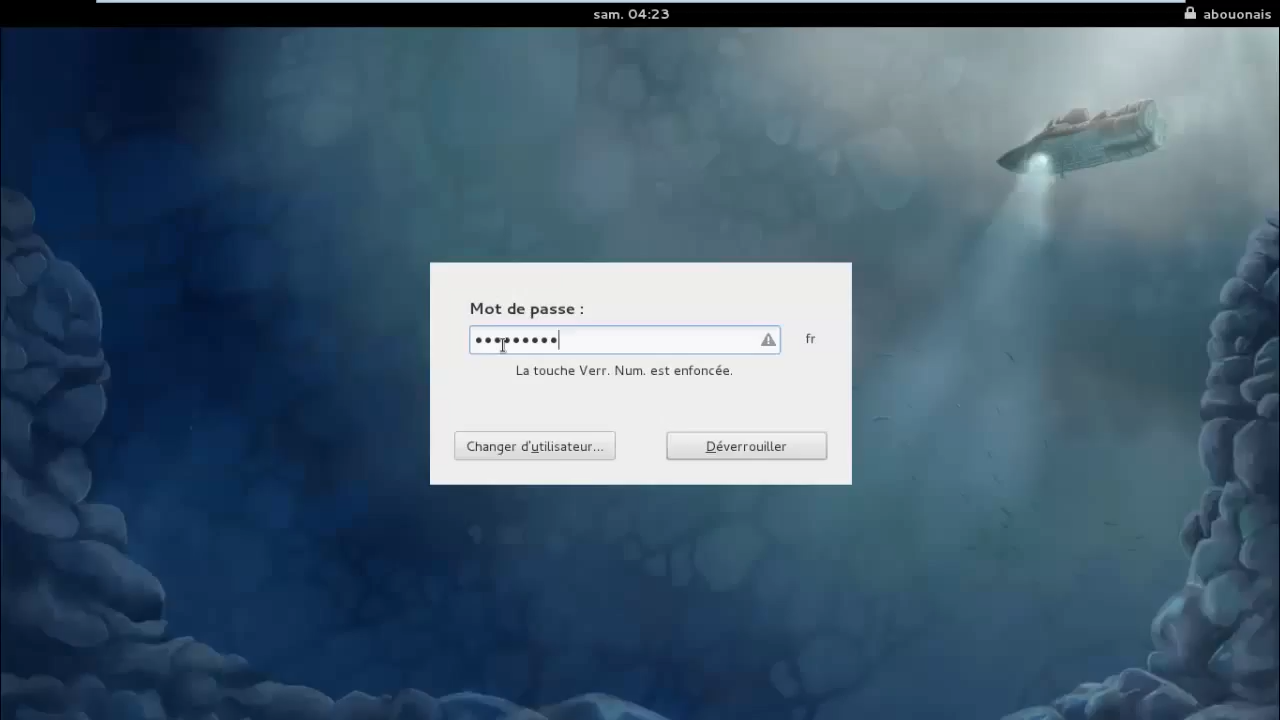 sam. 04:23
abouonais
Mot de passe :
•••••••••
fr
La touche Verr. Num. est enfoncée.
Changer d'utilisateur...
Déverrouiller